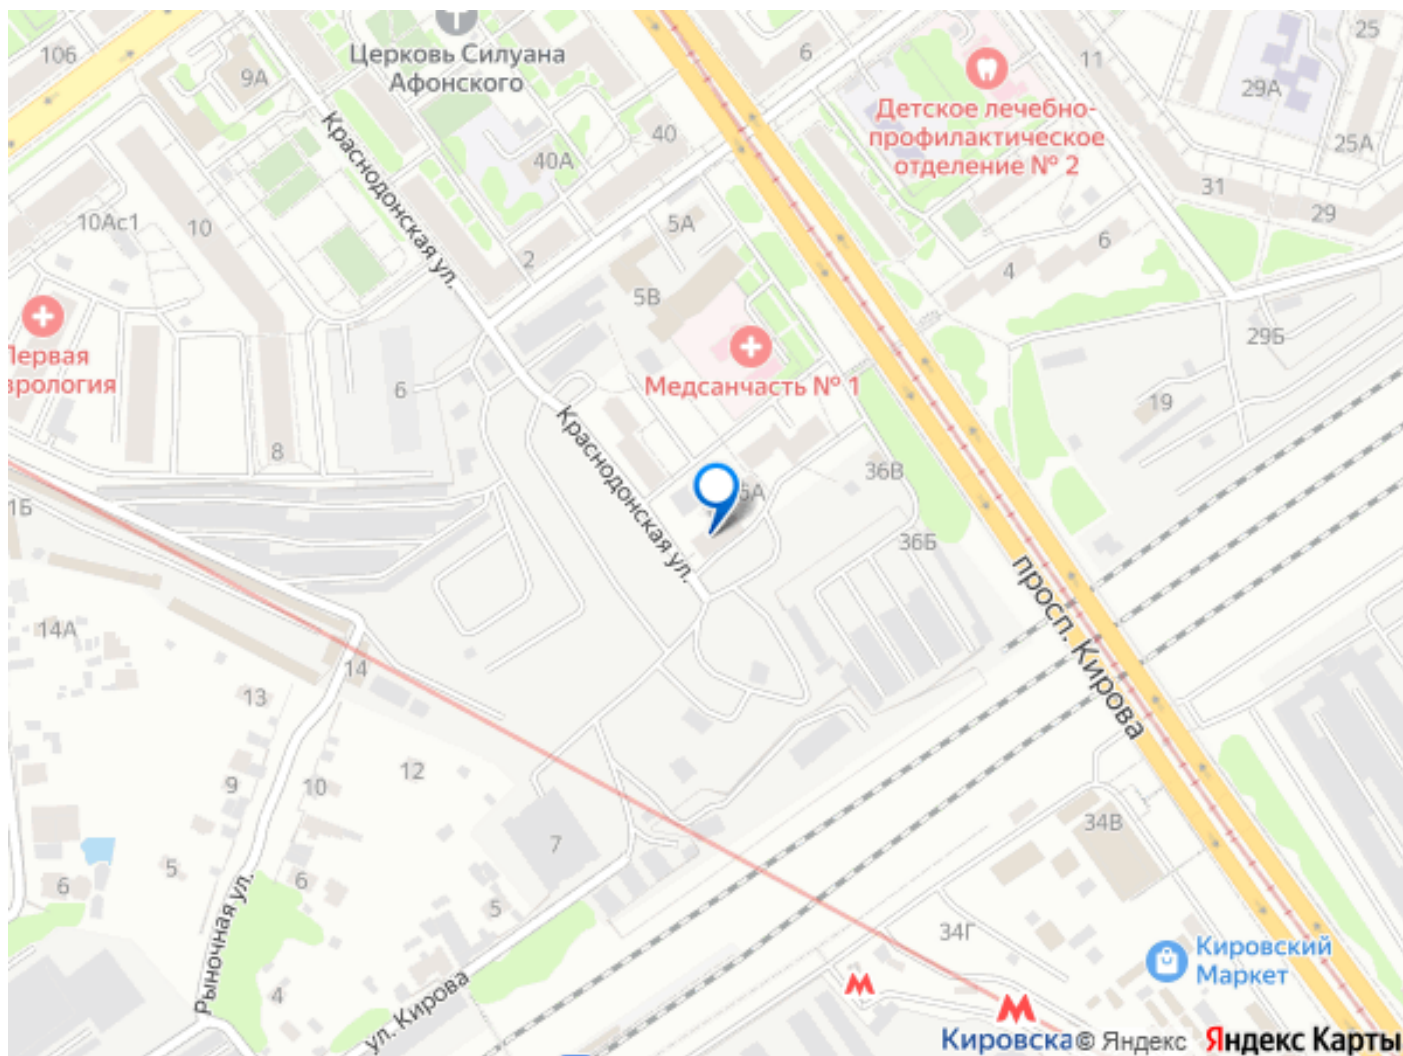 106
9А
Церковь Силуана
Афонского
6
11
25
29А
Детское лечебно-
профилактическое
отделение № 2
25А
40
40А
Краснодонская ул.
31
29
10Ас1
10
5А
6
2
4
5В
29Б
Первая
врология
6
Медсанчасть № 1
19
8
Краснодонская ул.
36В
36Б
1Б
просп. Кирова
14А
14
13
9
10
12
34В
7
5
6
6
5
Рыночная ул.
34Г
Кировский
Маркет
4
ул. Кирова
Кировска
© Яндекс
Яндекс Карты